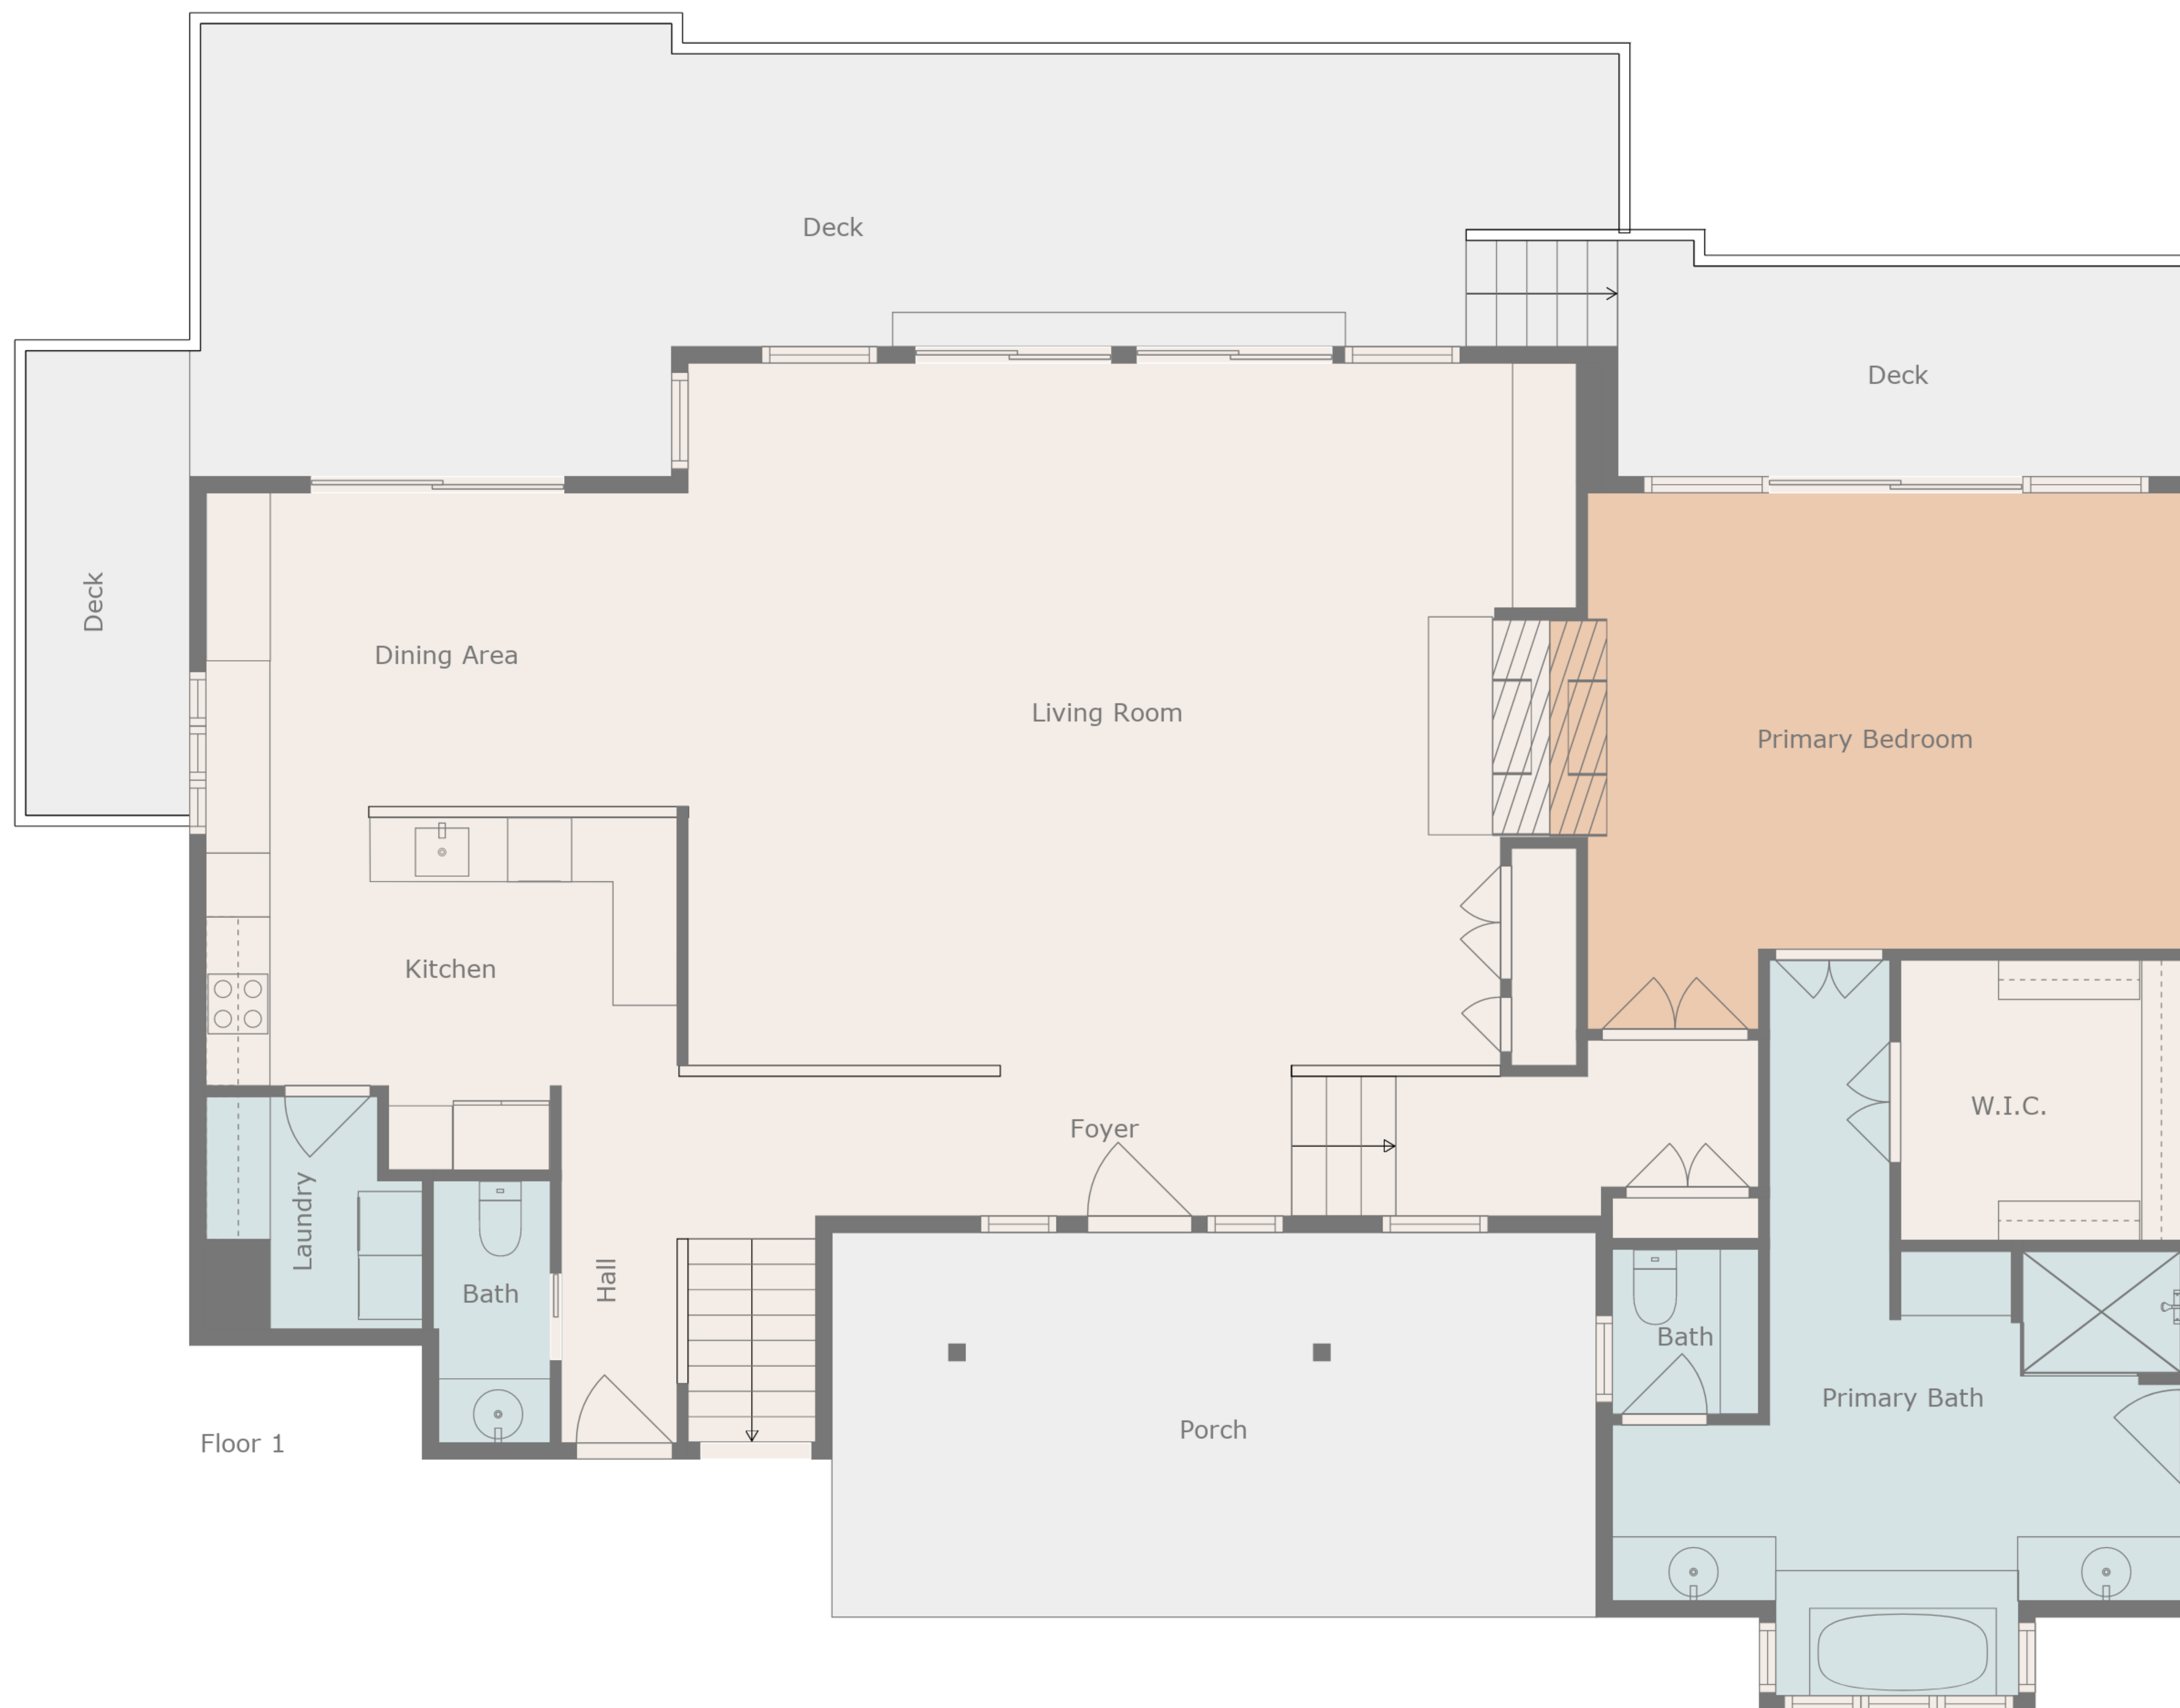 Deck
Deck
Deck
Dining Area
Living Room
Primary Bedroom
Kitchen
W.I.C.
Foyer
Laundry
Bath
Hall
Bath
Primary Bath
Porch
Floor 1